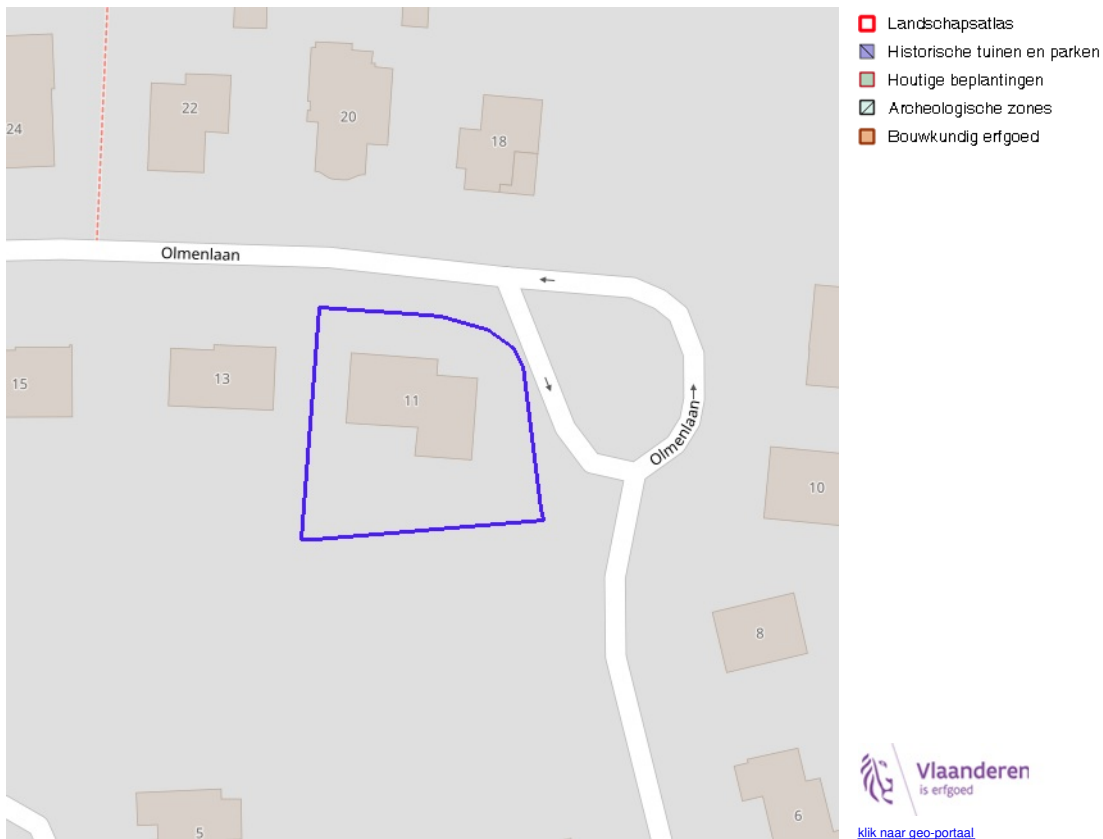 Landschapsatlas
Historische tuinen en parken
Houtige beplantingen
Archeologische zones
Bouwkundig erfgoed
24
22
20
18
Olmenlaan
15
13
11
Olmenlaan
10
8
6
5
Vlaanderen
is erfgoed
klik naar geo-portaal